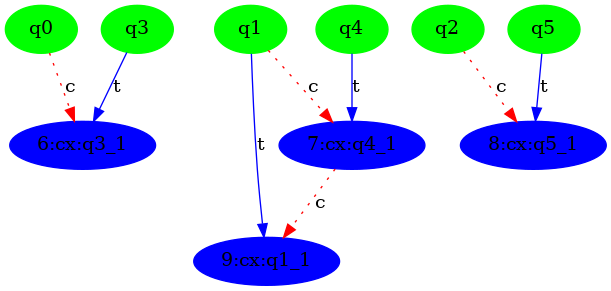 q0 q3 q1 q4 q2 q5
c t c t c t
6:cx:q3_1 t 7:cx:q4_1 8:cx:q5_1
c
9:cx:q1_1